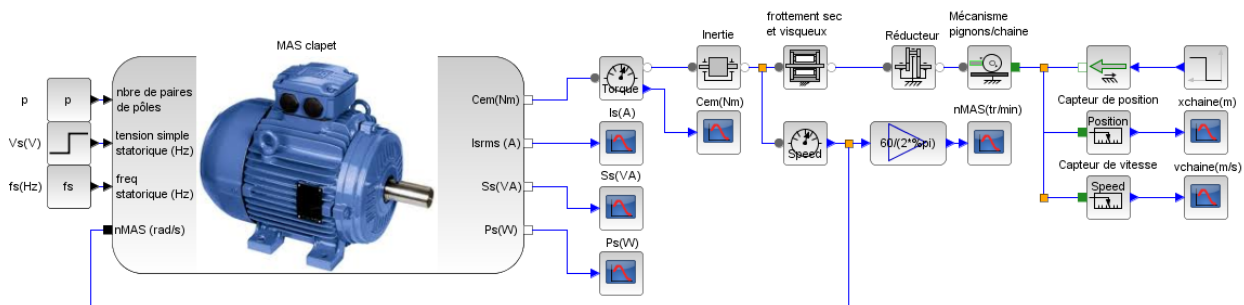 MAS clapet
p
p
nbre de paires
de pôles
Vs(V)
tension simple
statorique (Hz)
fs(Hz)
fs
freq
statorique (Hz)
nMAS (rad/s)
Cem(Nm)
Isrms (A)
Ss(VA)
Ps(W)
Torque
Is(A)
Ss(VA)
Ps(W)
Inertie
Cem(Nm)
frottement sec
et visqueux
Speed
60/(2*%pi)
nMAS(tr/min)
Réducteur
Mécanisme
pignons/chaine
Capteur de position
Position
xchaine(m)
Capteur de vitesse
Speed
vchaine(m/s)